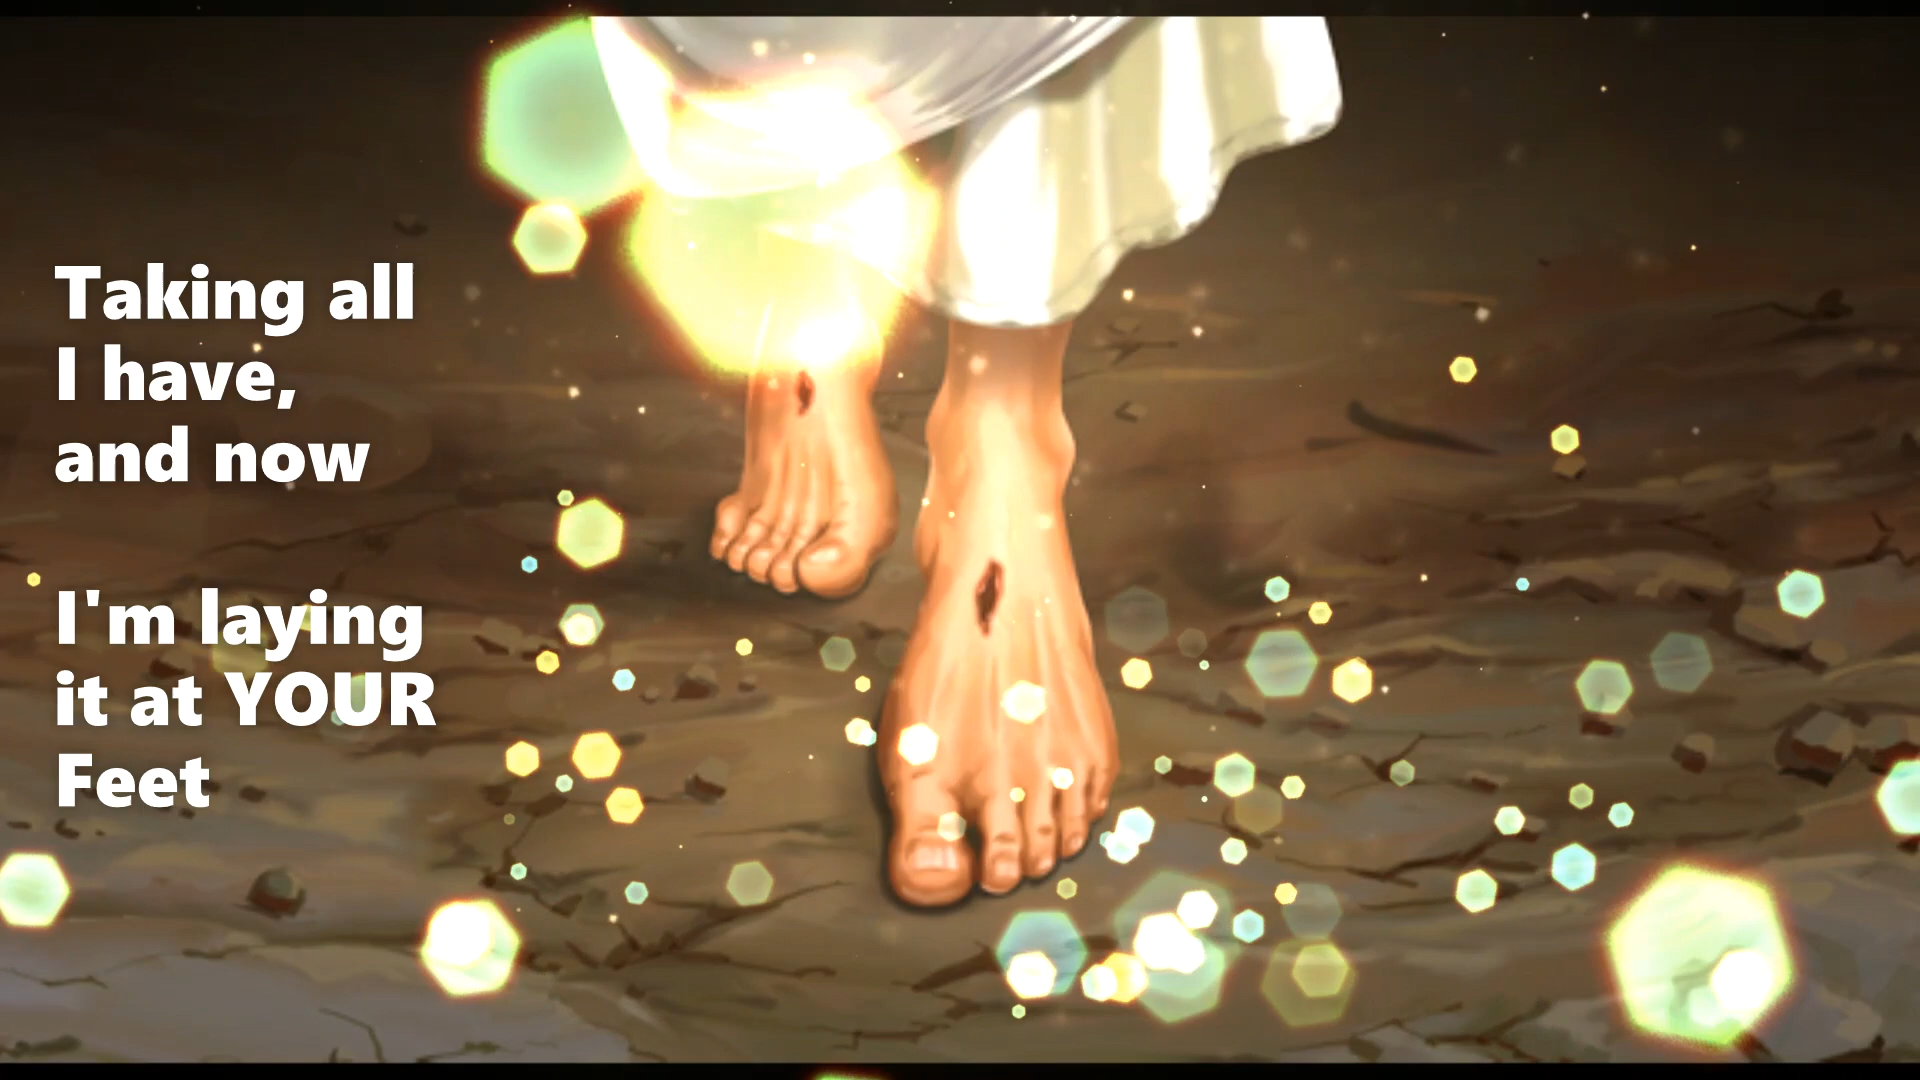 Taking all
I have,
and now
I'm laying
it at YOUR
Feet